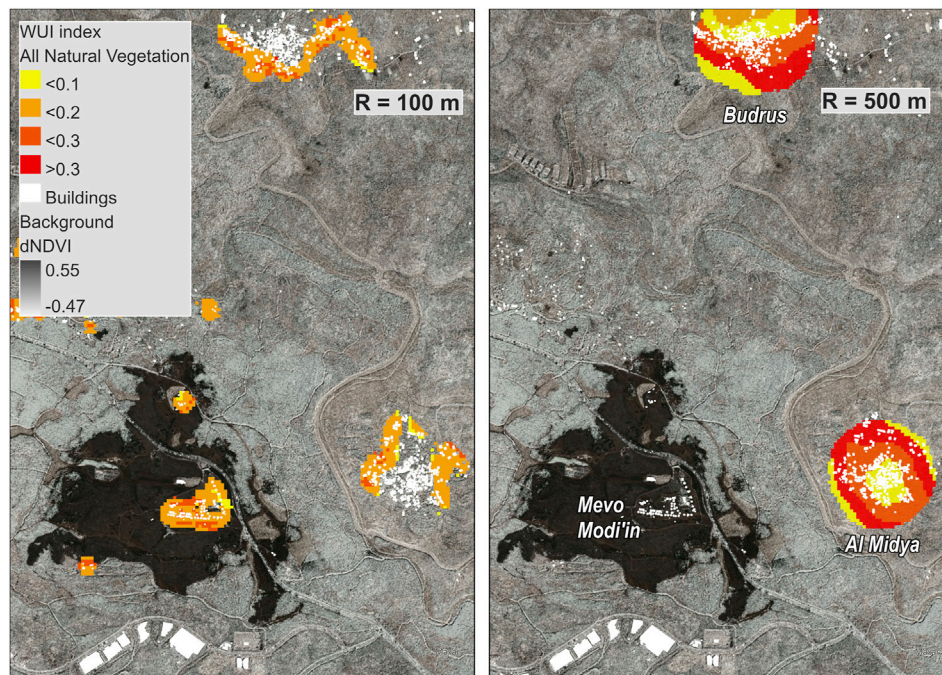 WUI index
All Natural Vegetation
<0.1
<0.2
<0.3
>0.3
Buildings
Background
dNDVI
0.55
-0.47
R = 100 m
R = 500 m
Budrus
Mevo
Modi'in
Al Midya